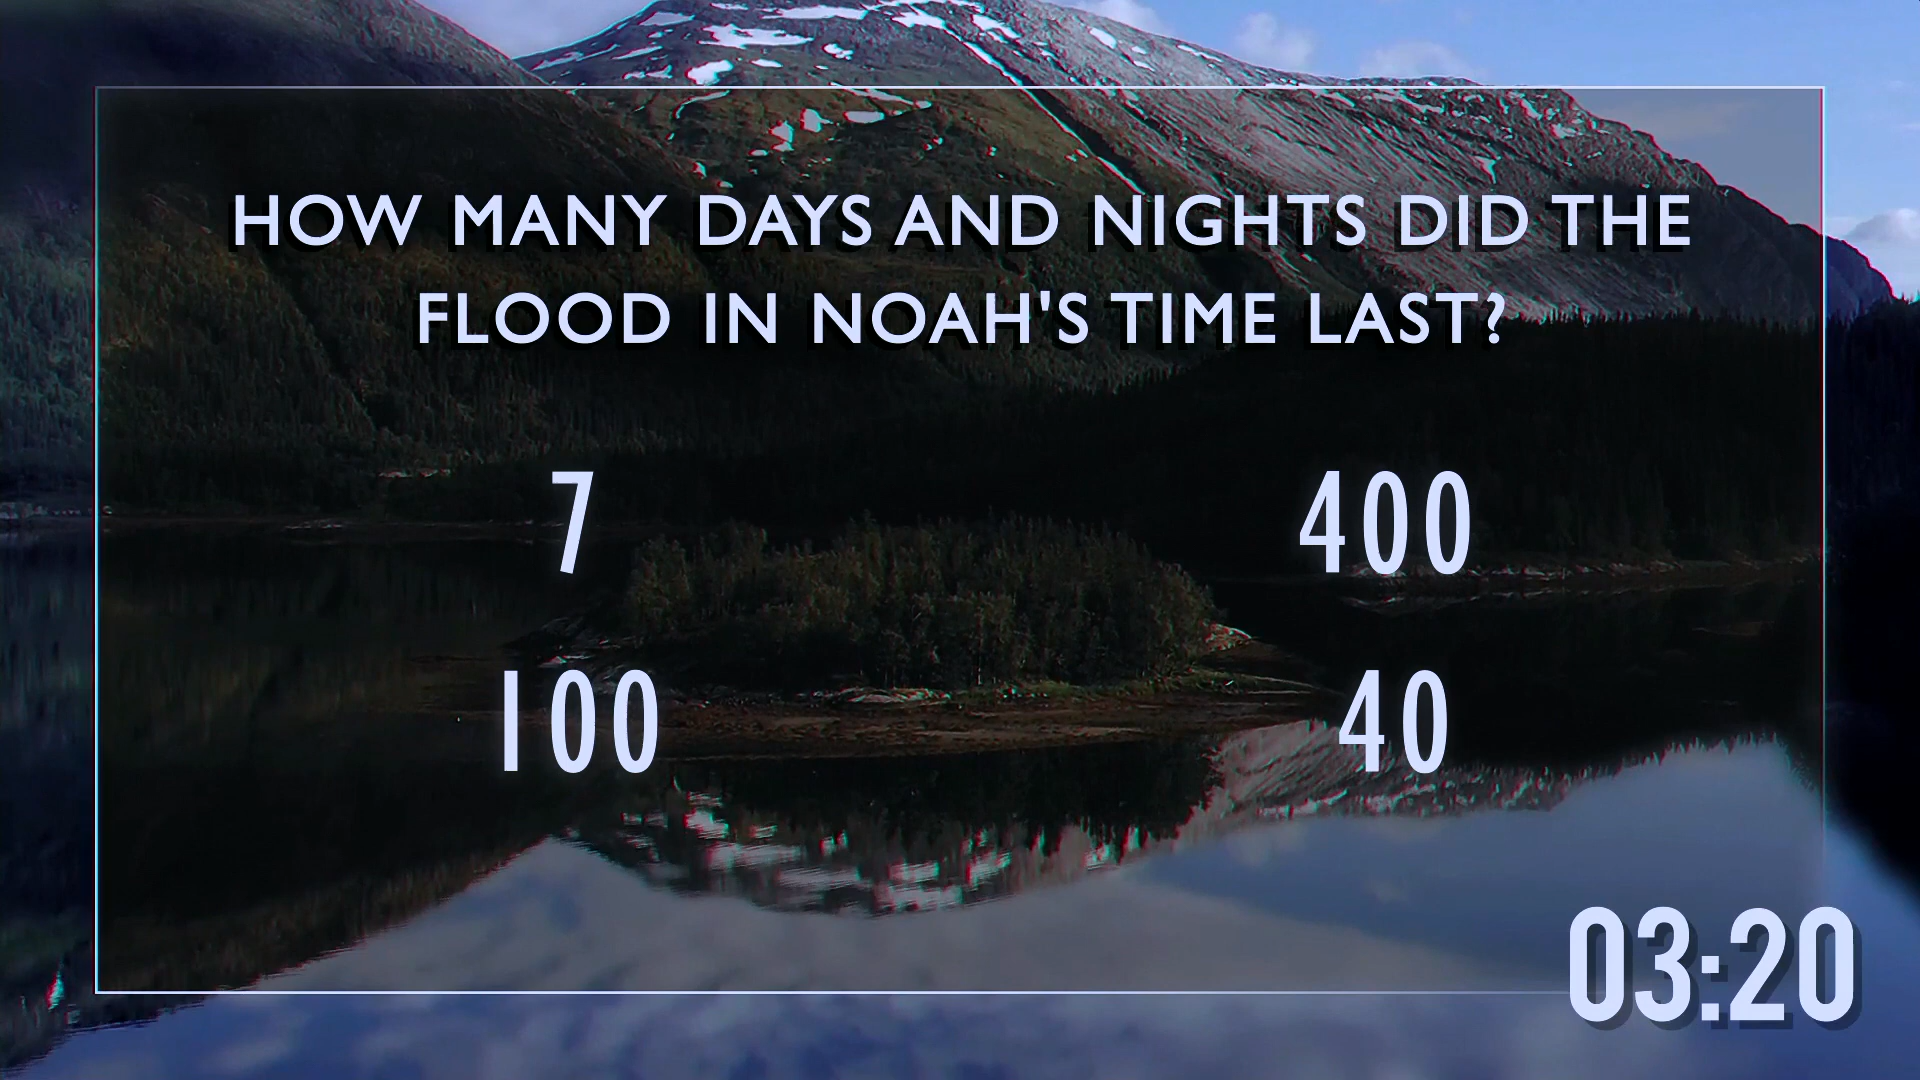 HOW MANY DAYS AND NIGHTS DID THE
FLOOD IN NOAH'S TIME LAST?
7
400
100
40
03:20